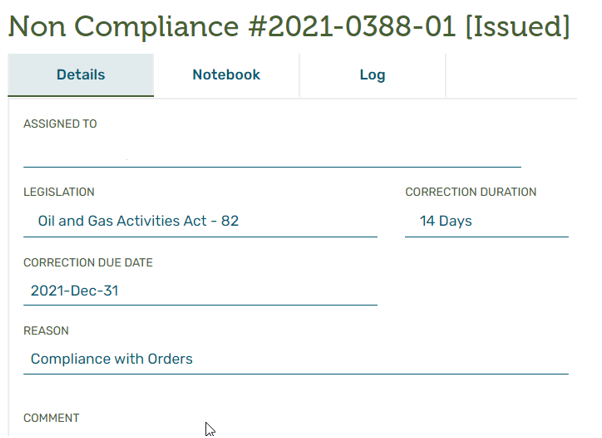 Non Compliance #2021-0388-01 [Issued]
Details Notebook Log
ASSIGNED TO
LEGISLATION CORRECTION DURATION
Oil and Gas Activities Act - 82 14 Days
CORRECTION DUE DATE
2021-Dec-31
REASON
Compliance with Orders
COMMENT